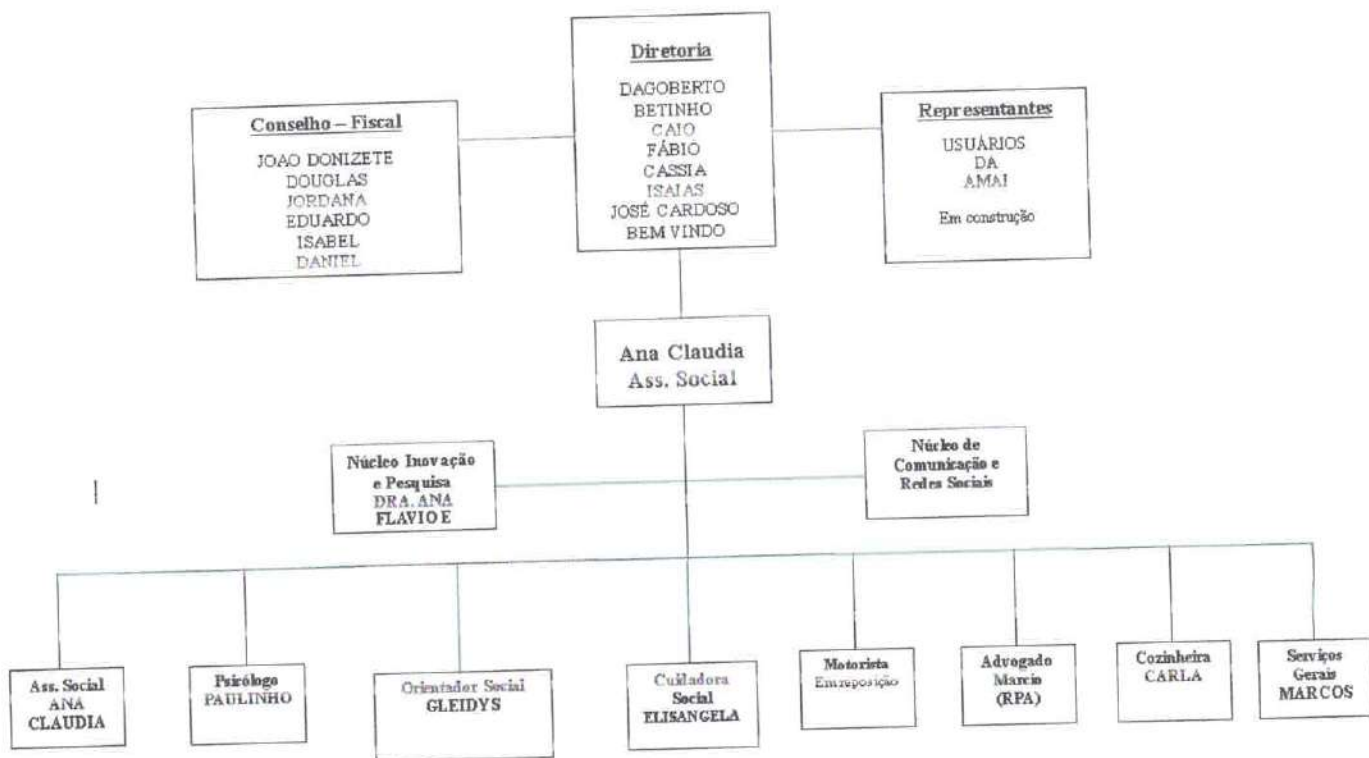 Diretoria
DAGOBERTO
BETINHO
CAIO
FÁBIO
CASSIA
ISAIAS
JOSÉ CARDOSO
BEM VINDO
Conselho – Fiscal
JOAO DONIZETE
DOUGLAS
JORDANA
EDUARDO
ISABEL
DANIEL
Representantes
USUÁRIOS
DA
AMAI
Em construção
Ana Claudia
Ass. Social
Núcleo Inovação
e Pesquisa
DRA. ANA
FLAVIO E
Núcleo de
Comunicação e
Redes Sociais
Ass. Social
ANA
CLAUDIA
Psicólogo
PAULINHO
Orientador Social
GLEIDYS
Cuidadora
Social
ELISANGELA
Motorista
Em reposição
Advogado
Marcio
(RPA)
Cozinheira
CARLA
Serviços
Gerais
MARCOS